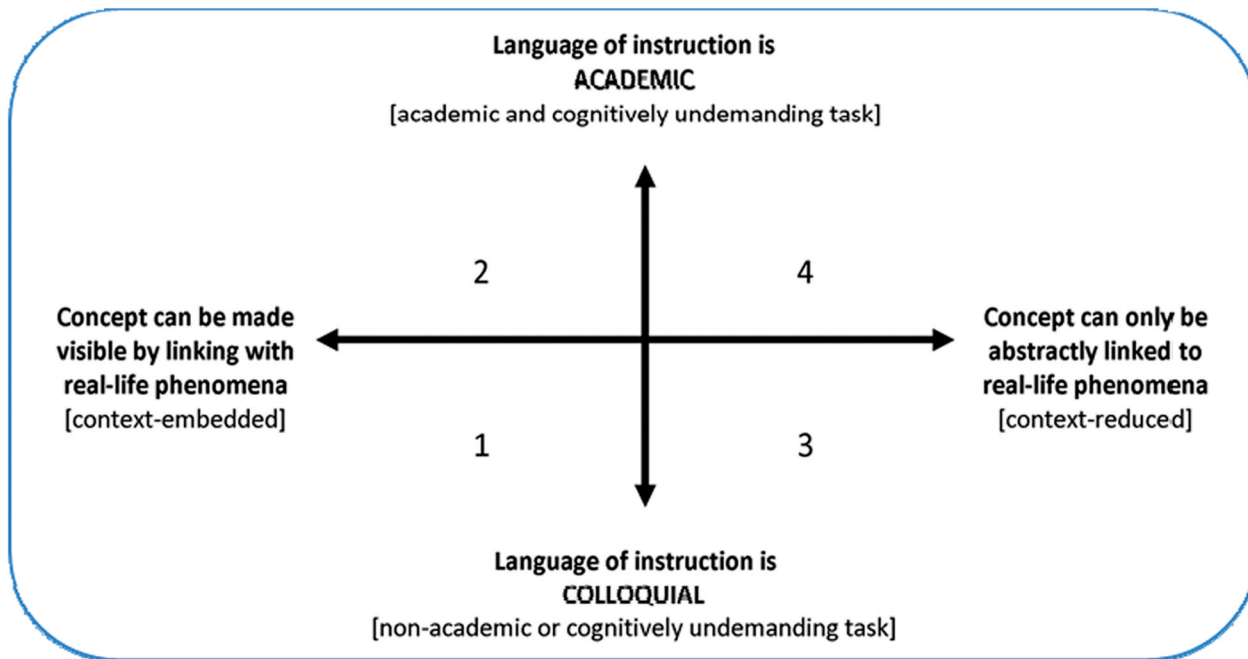 Language of instruction is
ACADEMIC
[academic and cognitively undemanding task]
2
4
Concept can be made
visible by linking with
real-life phenomena
[context-embedded]
Concept can only be
abstractly linked to
real-life phenomena
[context-reduced]
1
3
Language of instruction is
COLLOQUIAL
[non-academic or cognitively undemanding task]